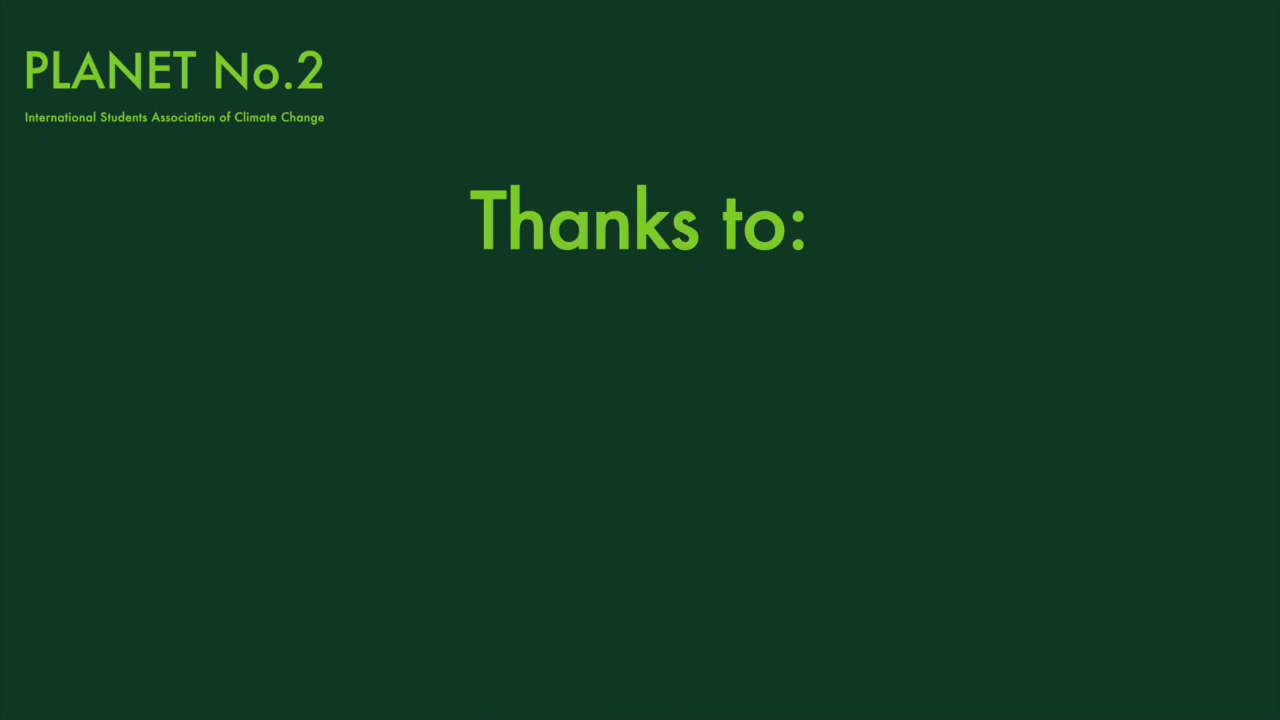 PLANET No.2
International Students Association of Climate Change
Thanks to: